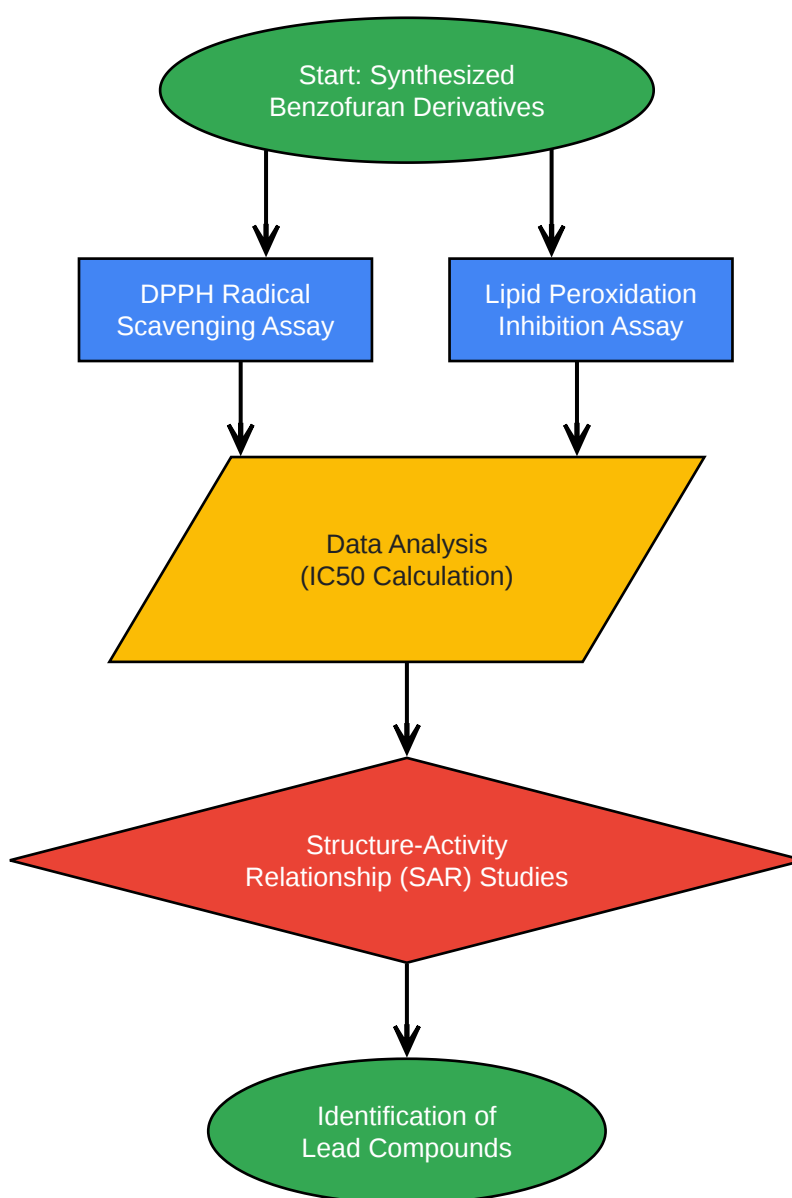 Start: Synthesized
Benzofuran Derivatives
DPPH Radical
Scavenging Assay
Lipid Peroxidation
Inhibition Assay
Data Analysis
(IC50 Calculation)
Structure-Activity
Relationship (SAR) Studies
Identification of
Lead Compounds